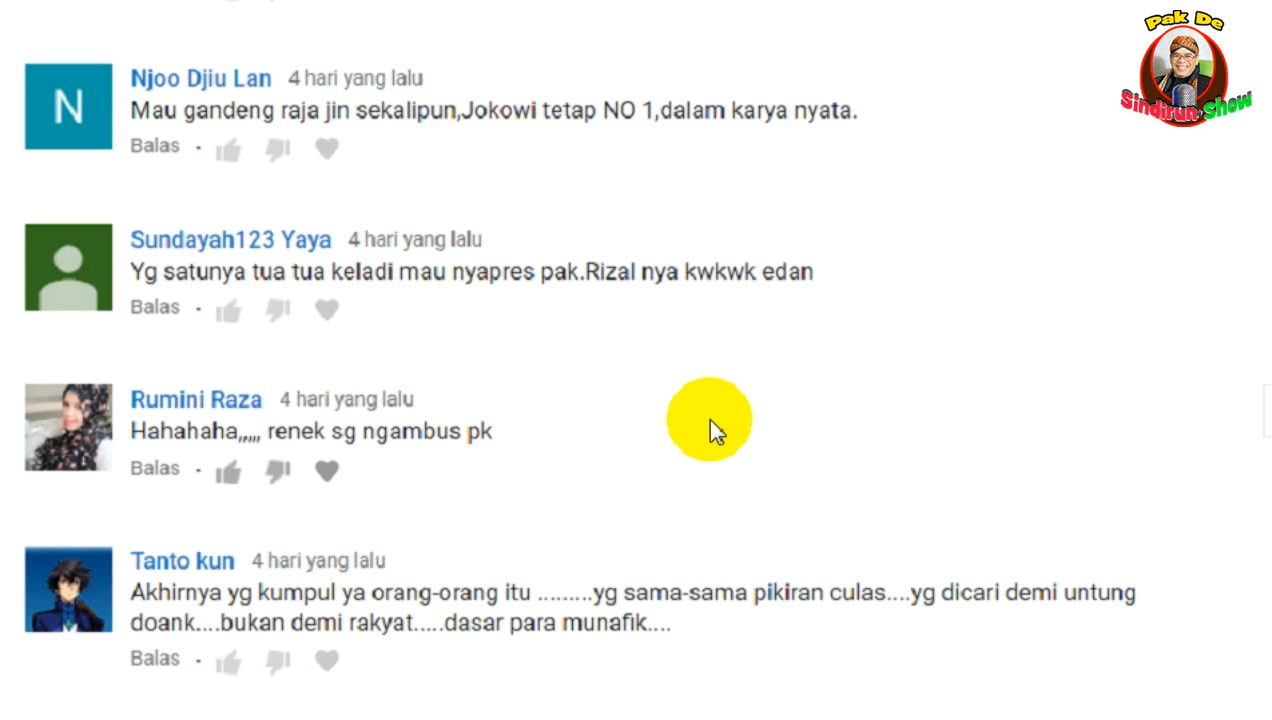 Pak De
Sindirun Show
N
Njoo Djiu Lan 4 hari yang lalu
Mau gandeng raja jin sekalipun,Jokowi tetap NO 1,dalam karya nyata.
Balas
Sundayah123 Yaya 4 hari yang lalu
Yg satunya tua tua keladi mau nyapres pak.Rizal nya kwkwk edan
Balas
Rumini Raza 4 hari yang lalu
Hahahaha,,,,, renek sg ngambus pk
Balas
Tanto kun 4 hari yang lalu
Akhirnya yg kumpul ya orang-orang itu .........yg sama-sama pikiran culas....yg dicari demi untung
doank....bukan demi rakyat.....dasar para munafik....
Balas